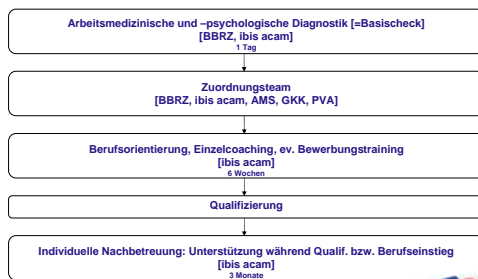 Arbeitsmedizinische und –psychologische Diagnostik [=Basischeck]
[BBRZ, ibis acam]
1 Tag
Zuordnungsteam
[BBRZ, ibis acam, AMS, GKK, PVA]
Berufsorientierung, Einzelcoaching, ev. Bewerbungstraining
[ibis acam]
6 Wochen
Qualifizierung
Individuelle Nachbetreuung: Unterstützung während Qualif. bzw. Berufseinstieg
[ibis acam]
3 Monate